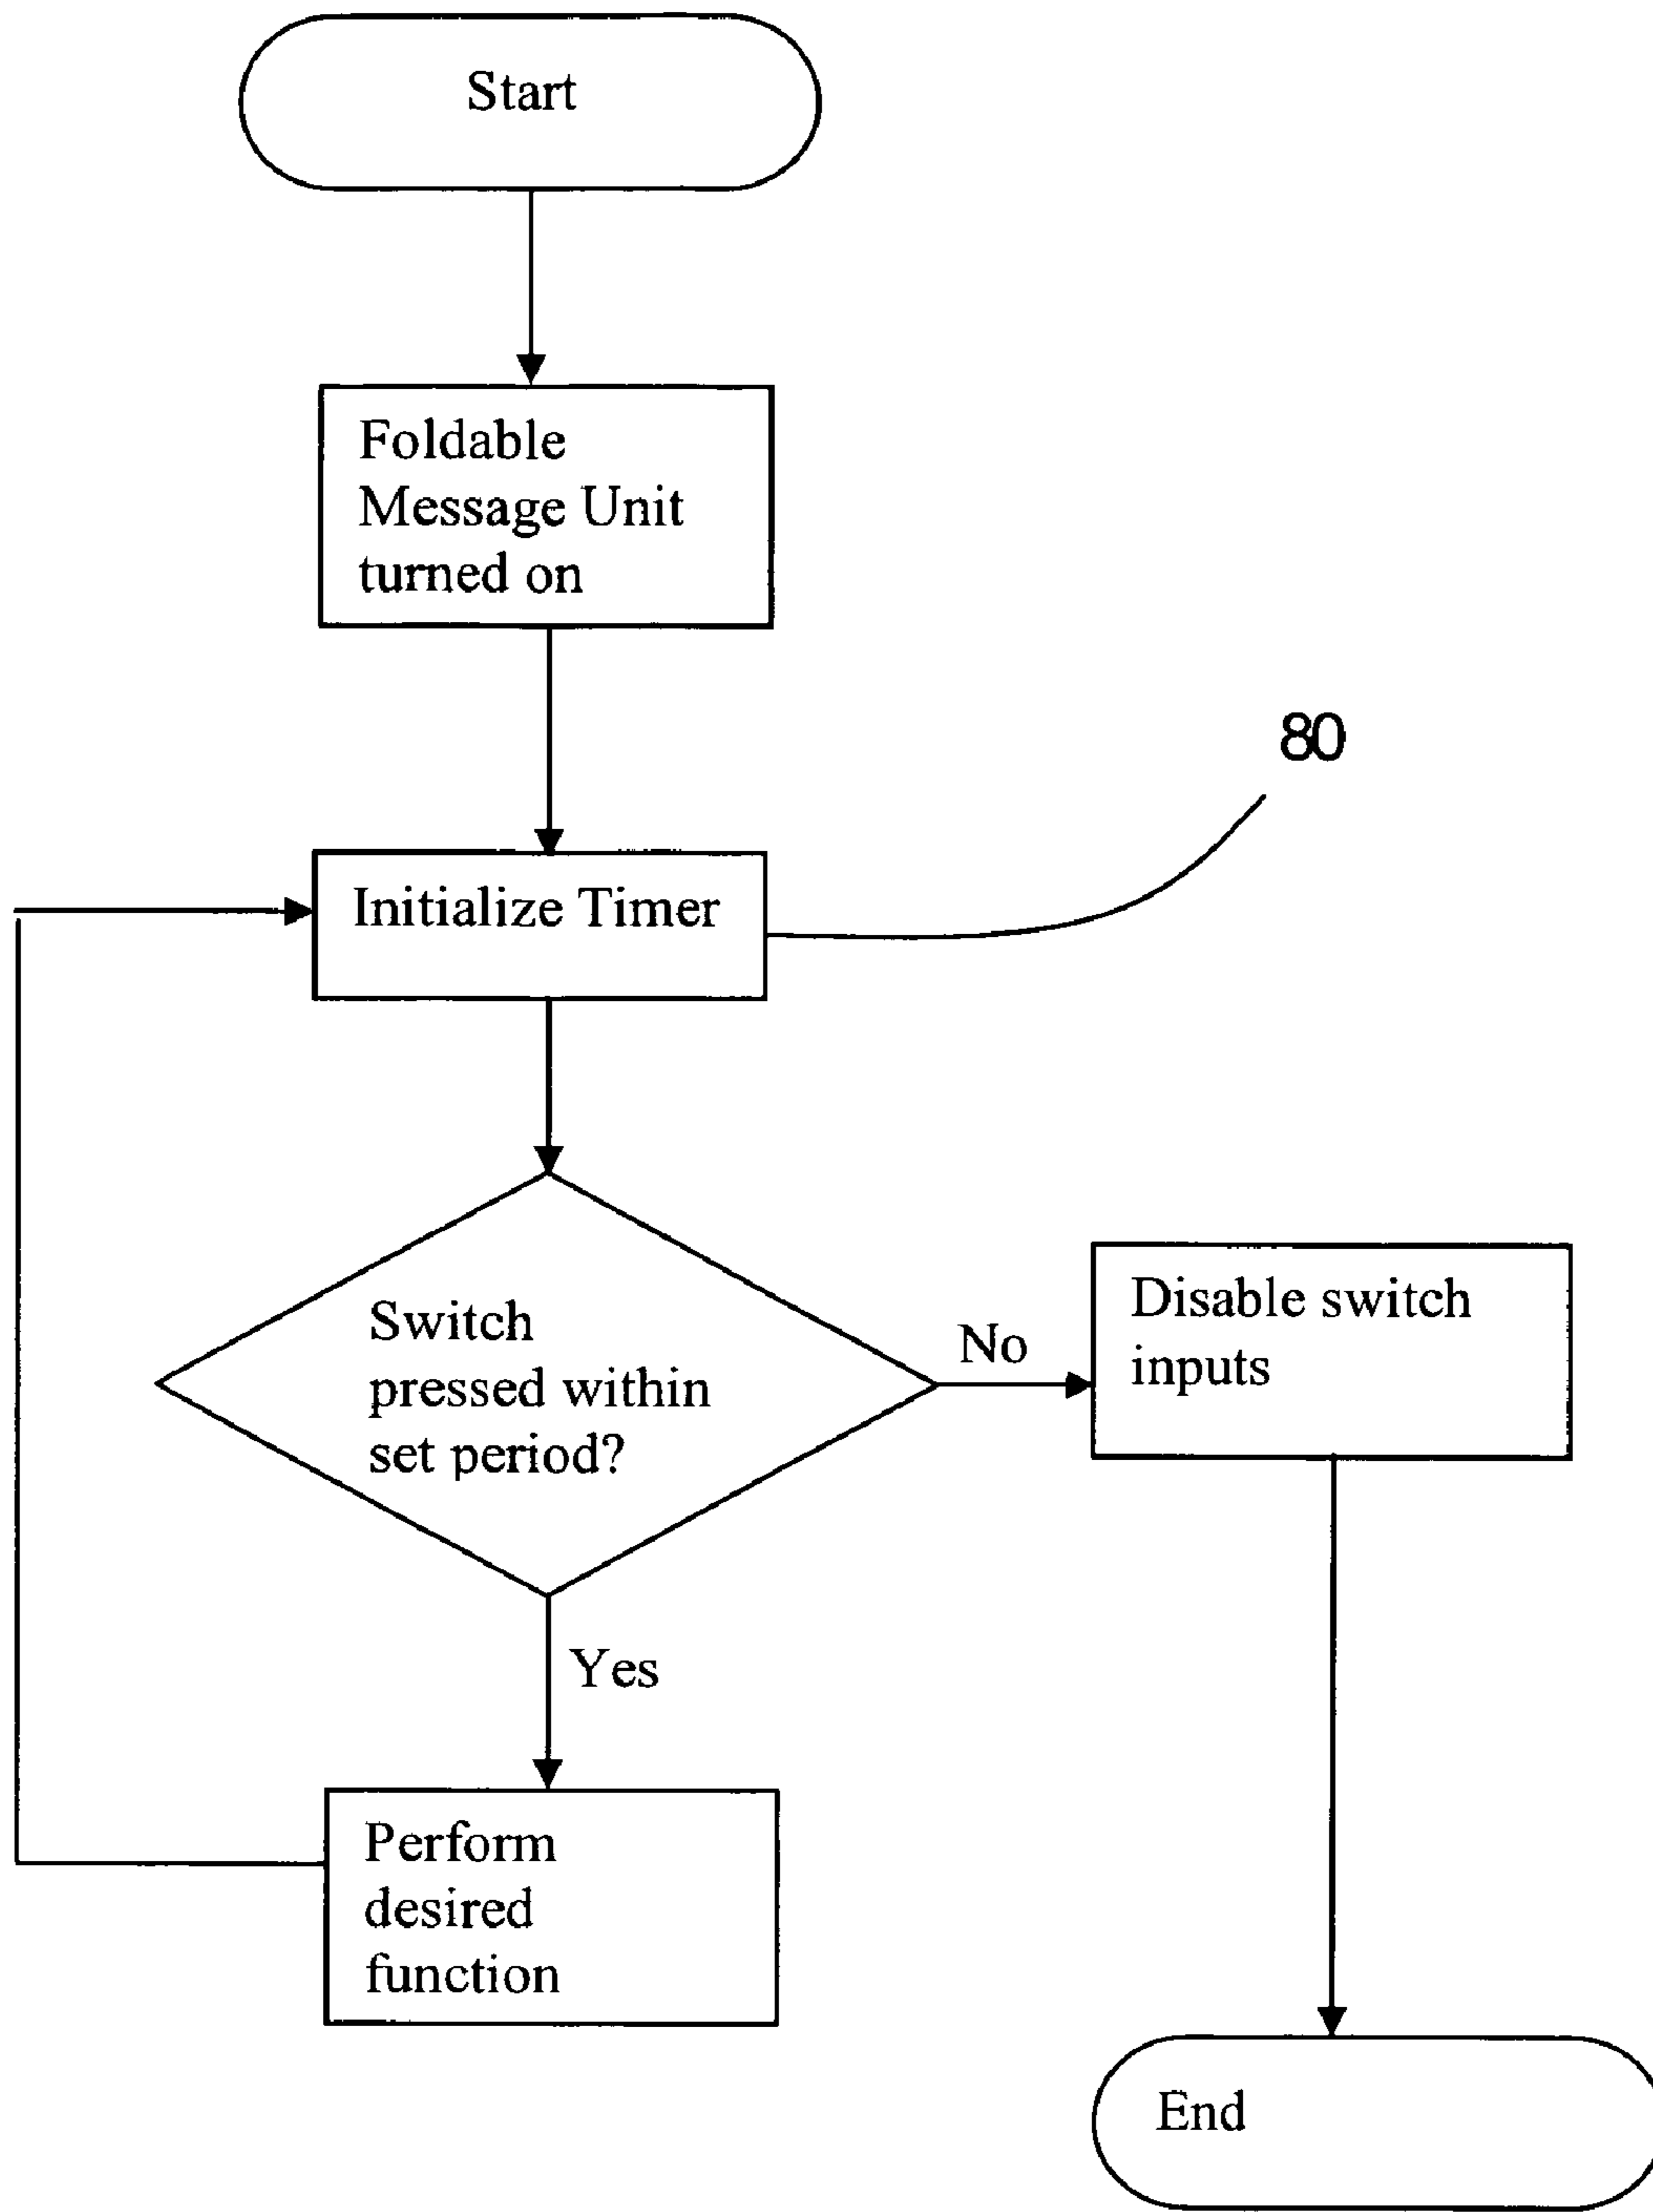 Start
Foldable
Message Unit
turned on
80
Initialize Timer
Switch
pressed within
set period?
No
Disable switch
inputs
Yes
Perform
desired
function
End